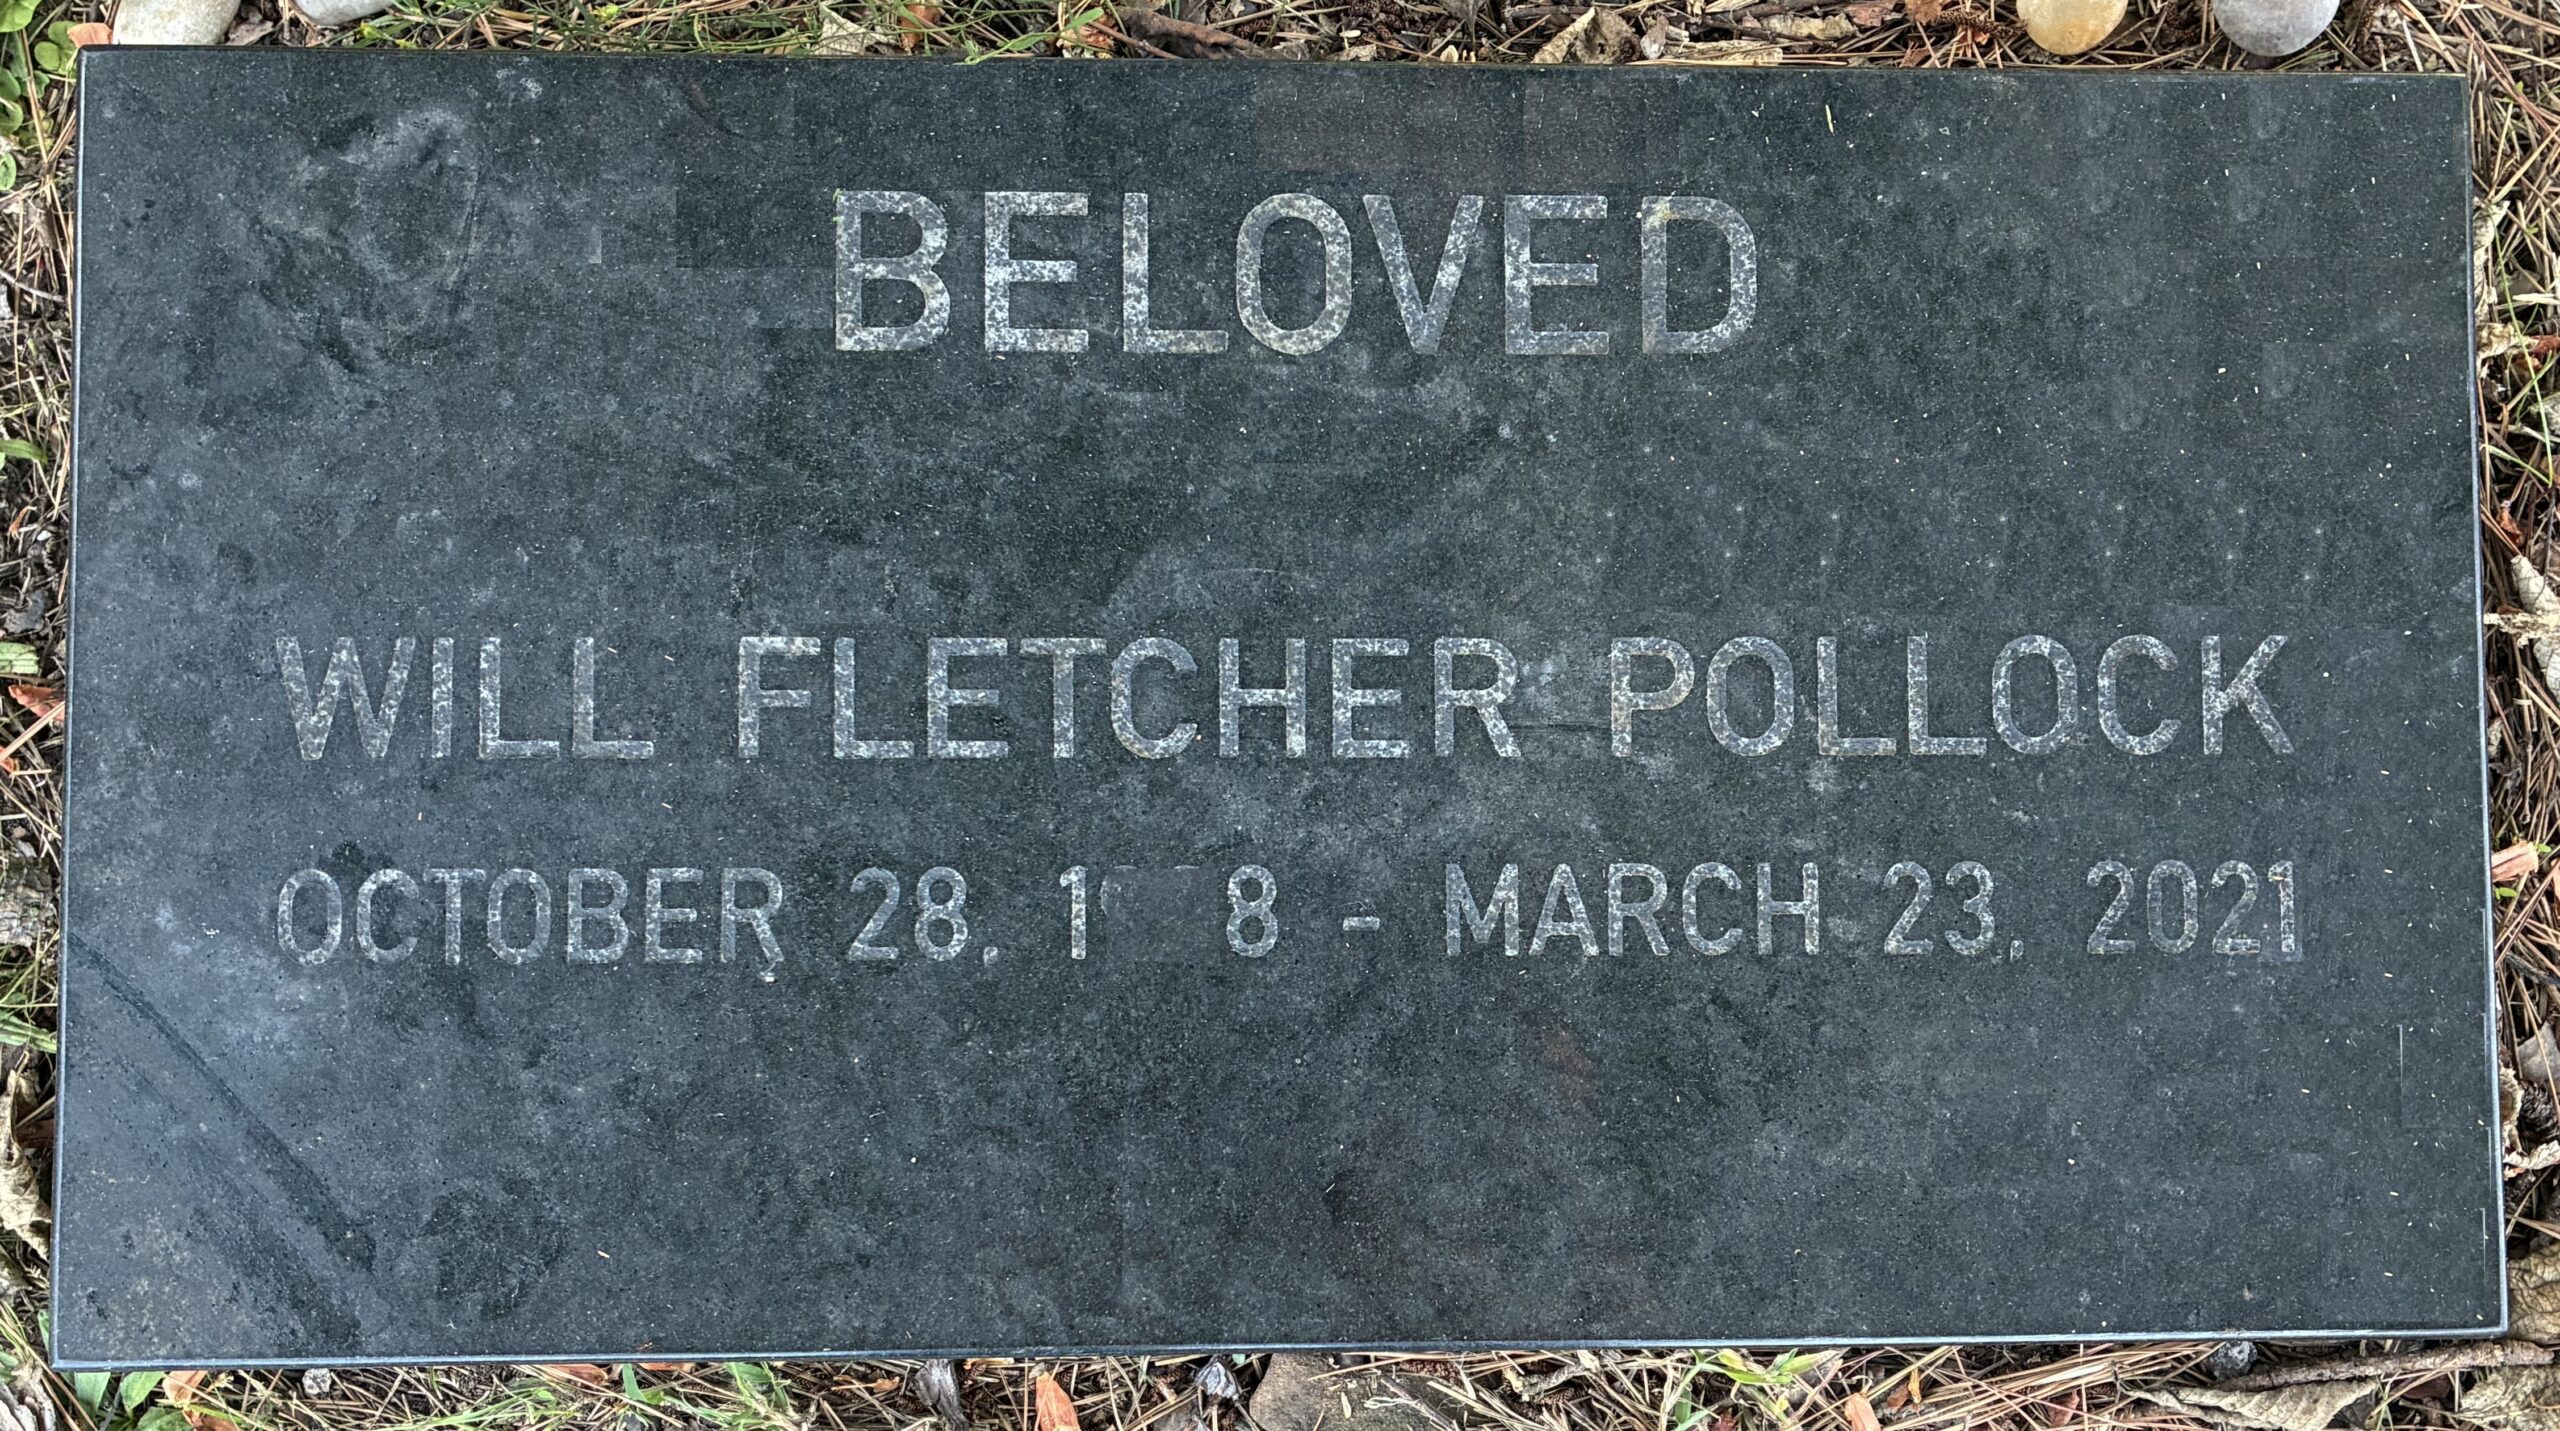 BELOVED
WILL FLETCHER POLLOCK
OCTOBER 28, - MARCH 23, 2021